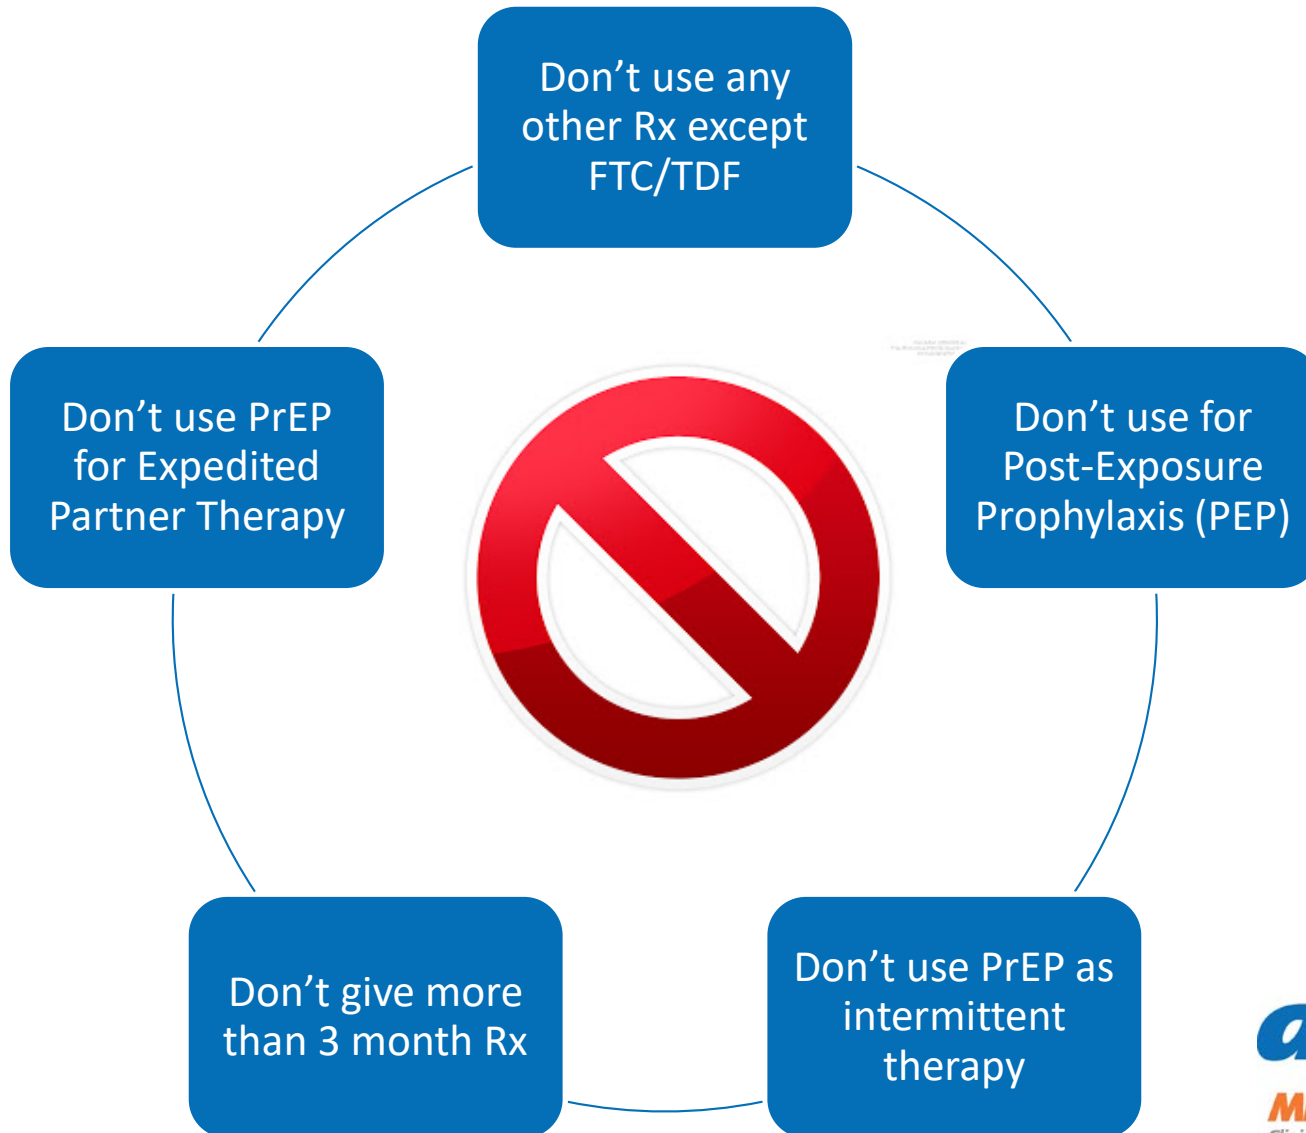 Don’t use any
other Rx except
FTC/TDF
Don’t use for
Post-Exposure
Prophylaxis (PEP)
Don’t use PrEP as
intermittent
therapy
Don’t give more
than 3 month Rx
Don’t use PrEP
for Expedited
Partner Therapy